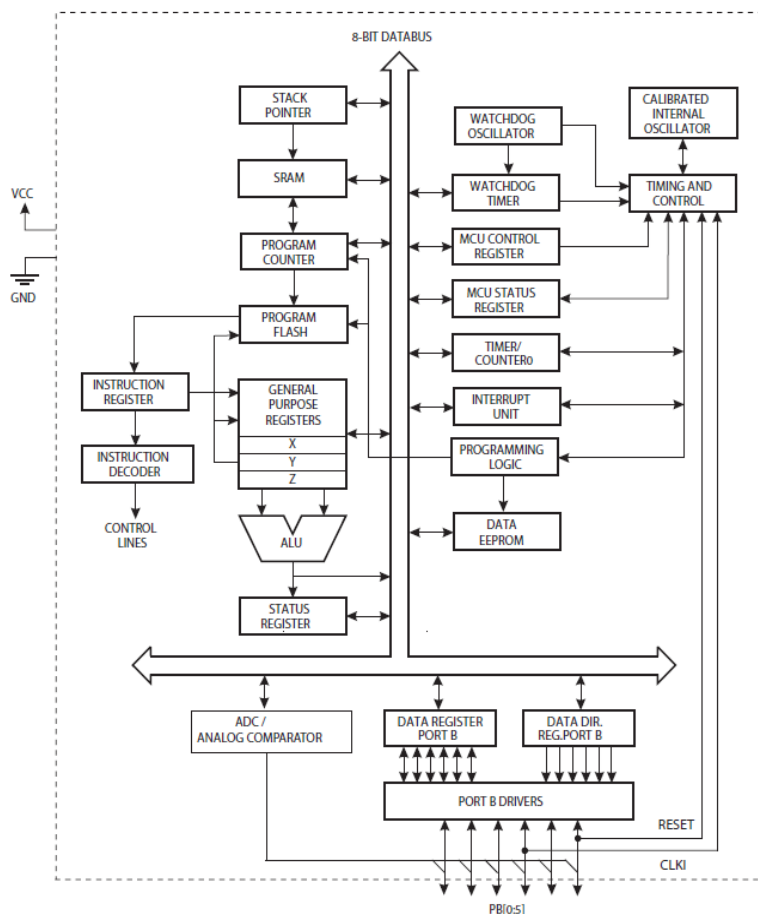 8-BIT DATABUS
STACK
POINTER
SRAM
PROGRAM
COUNTER
PROGRAM
FLASH
INSTRUCTION
REGISTER
INSTRUCTION
DECODER
CONTROL
LINES
GENERAL
PURPOSE
REGISTERS
X
Y
Z
ALU
STATUS
REGISTER
VCC
GND
WATCHDOG
OSCILLATOR
WATCHDOG
TIMER
MCU CONTROL
REGISTER
MCU STATUS
REGISTER
TIMER/
COUNTER0
INTERRUPT
UNIT
PROGRAMMING
LOGIC
DATA
EEPROM
CALIBRATED
INTERNAL
OSCILLATOR
TIMING AND
CONTROL
ADC /
ANALOG COMPARATOR
DATA REGISTER
PORT B
DATA DIR.
REG.PORT B
PORT B DRIVERS
RESET
CLKI
PB[0:5]